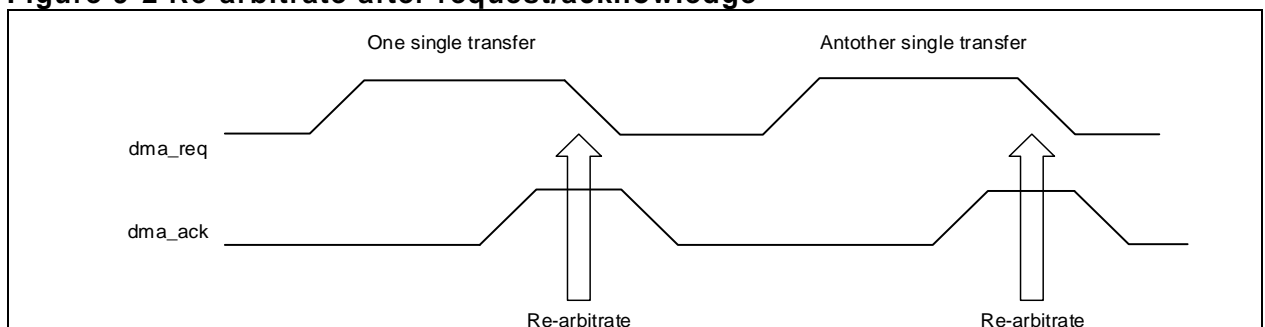 Figure 9-2 Re-arbitrate after request/acknowledge
One single transfer
Antother single transfer
dma_req
dma_ack
Re-arbitrate
Re-arbitrate